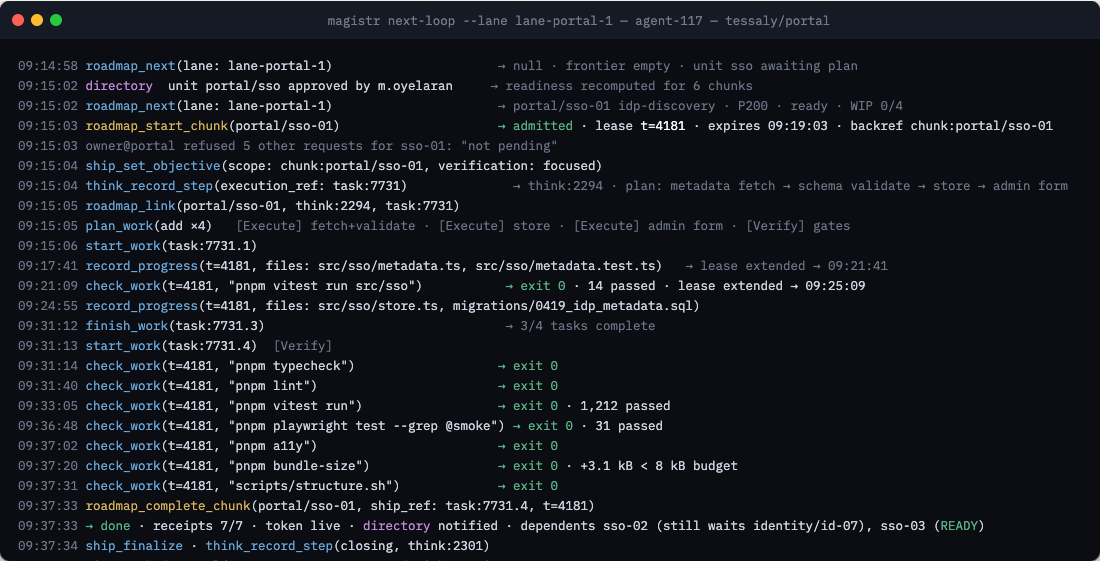 magistr next-loop --lane lane-portal-1 — agent-117 — tessaly/portal
09:14:58 roadmap_next(lane: lane-portal-1) → null · frontier empty · unit sso awaiting plan
09:15:02 directory unit portal/sso approved by m.oyelaran → readiness recomputed for 6 chunks
09:15:02 roadmap_next(lane: lane-portal-1) → portal/sso-01 idp-discovery · P200 · ready · WIP 0/4
09:15:03 roadmap_start_chunk(portal/sso-01) → admitted · lease t=4181 · expires 09:19:03 · backref chunk:portal/sso-01
09:15:03 owner@portal refused 5 other requests for sso-01: "not pending"
09:15:04 ship_set_objective(scope: chunk:portal/sso-01, verification: focused)
09:15:04 think_record_step(execution_ref: task:7731) → think:2294 · plan: metadata fetch → schema validate → store → admin form
09:15:05 roadmap_link(portal/sso-01, think:2294, task:7731)
09:15:05 plan_work(add ×4) [Execute] fetch+validate · [Execute] store · [Execute] admin form · [Verify] gates
09:15:06 start_work(task:7731.1)
09:17:41 record_progress(t=4181, files: src/sso/metadata.ts, src/sso/metadata.test.ts) → lease extended → 09:21:41
09:21:09 check_work(t=4181, "pnpm vitest run src/sso") → exit 0 · 14 passed · lease extended → 09:25:09
09:24:55 record_progress(t=4181, files: src/sso/store.ts, migrations/0419_idp_metadata.sql)
09:31:12 finish_work(task:7731.3) → 3/4 tasks complete
09:31:13 start_work(task:7731.4) [Verify]
09:31:14 check_work(t=4181, "pnpm typecheck") → exit 0
09:31:40 check_work(t=4181, "pnpm lint") → exit 0
09:33:05 check_work(t=4181, "pnpm vitest run") → exit 0 · 1,212 passed
09:36:48 check_work(t=4181, "pnpm playwright test --grep @smoke") → exit 0 · 31 passed
09:37:02 check_work(t=4181, "pnpm a11y") → exit 0
09:37:20 check_work(t=4181, "pnpm bundle-size") → exit 0 · +3.1 kB < 8 kB budget
09:37:31 check_work(t=4181, "scripts/structure.sh") → exit 0
09:37:33 roadmap_complete_chunk(portal/sso-01, ship_ref: task:7731.4, t=4181)
09:37:33 → done · receipts 7/7 · token live · directory notified · dependents sso-02 (still waits identity/id-07), sso-03 (READY)
09:37:34 ship_finalize · think_record_step(closing, think:2301)